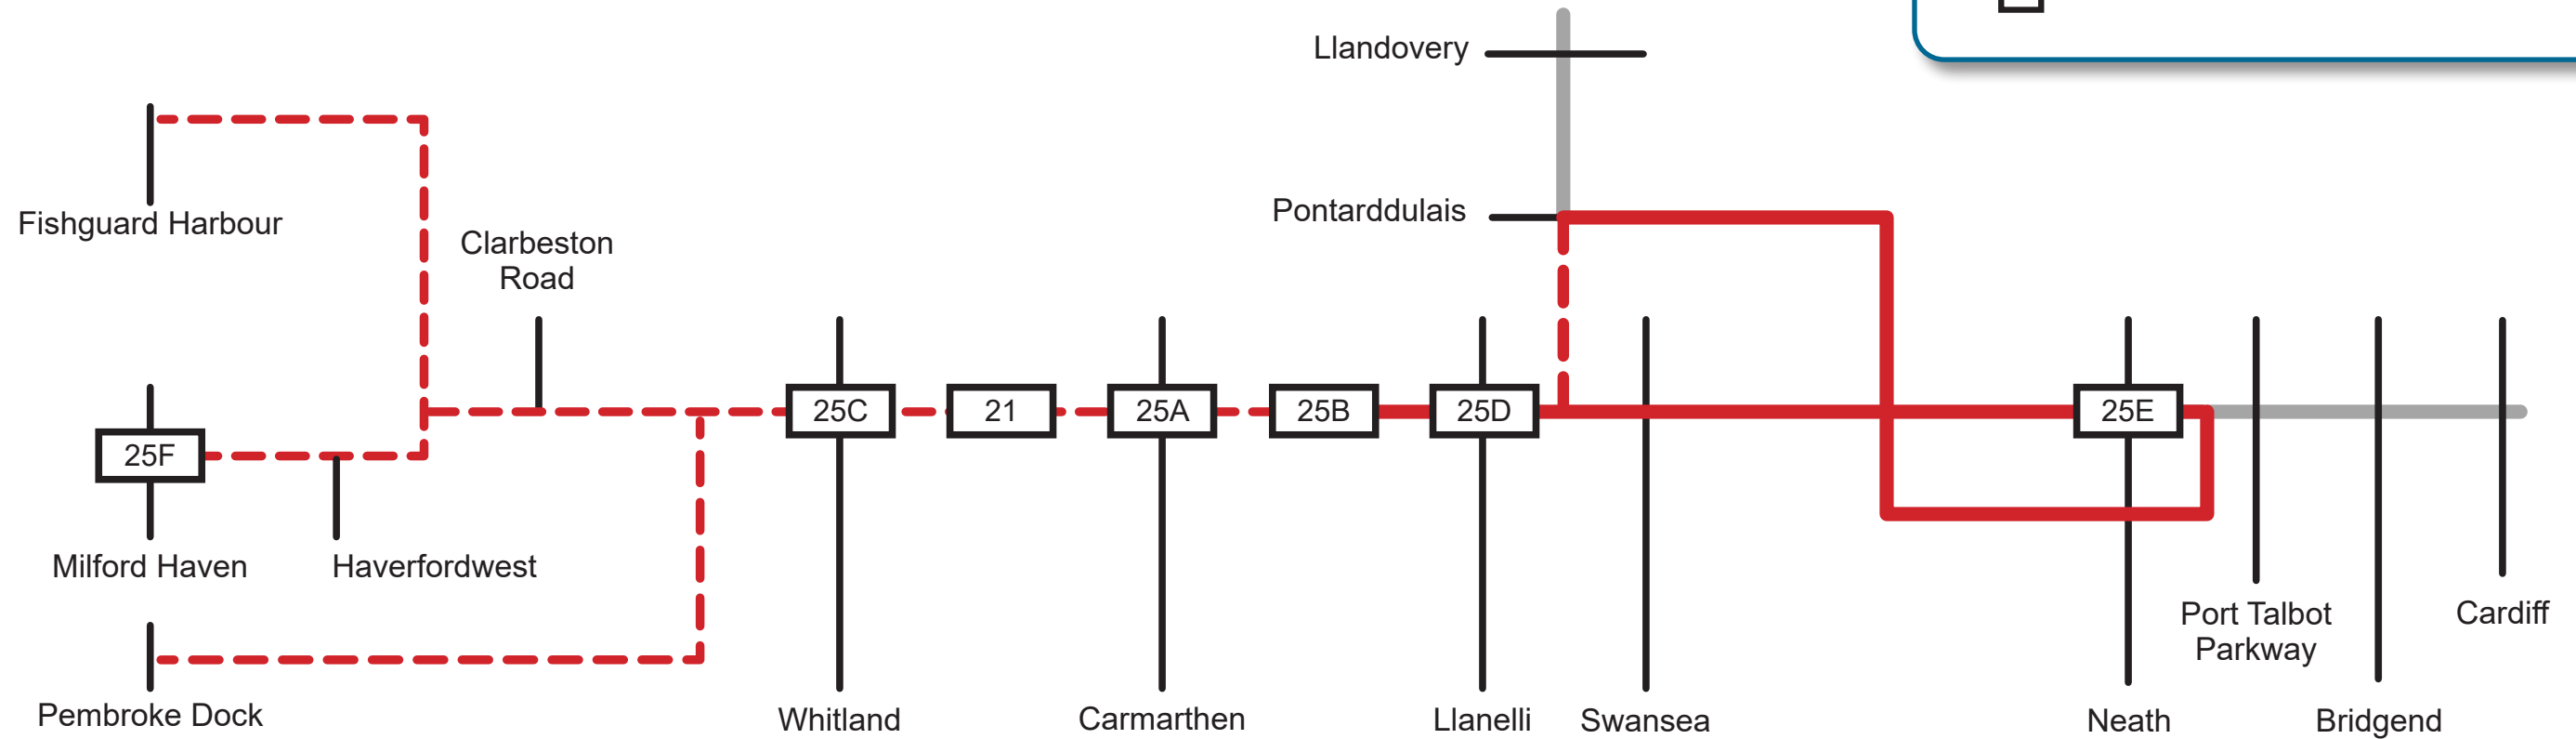 Llandovery
Pontarddulais
Fishguard Harbour
Clarbeston
Road
25C
21
25A
25B
25D
25E
25F
Milford Haven
Haverfordwest
Port Talbot
Parkway
Cardiff
Pembroke Dock
Whitland
Carmarthen
Llanelli
Swansea
Neath
Bridgend